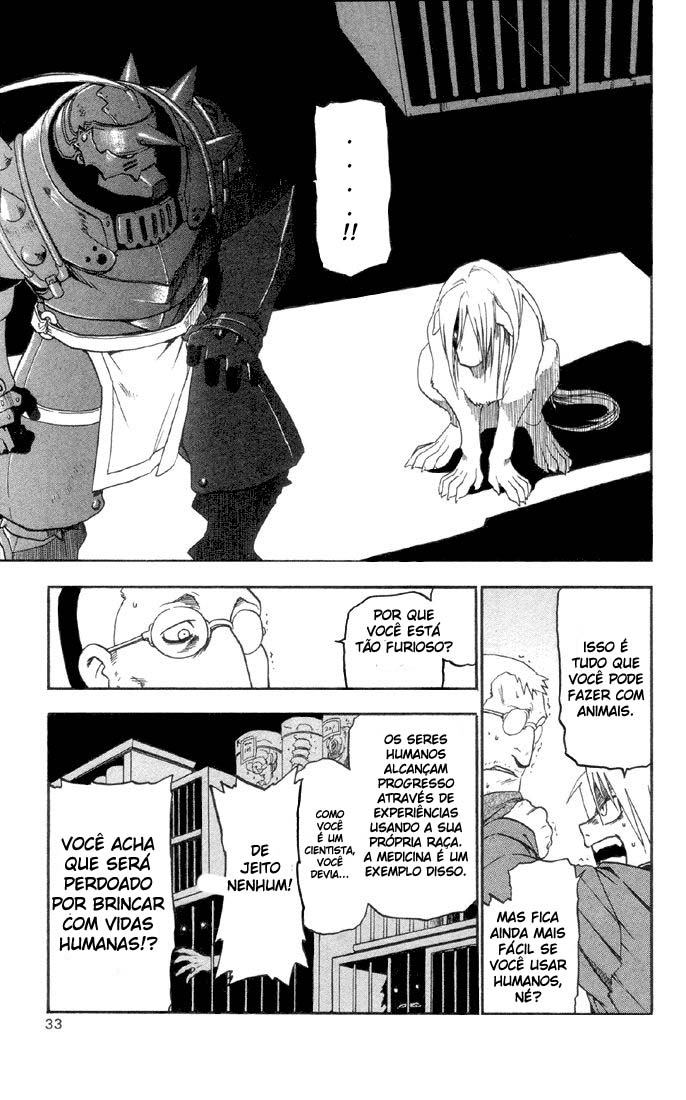 ....!!
ISSO É
TUDO QUE
VOCÊ PODE
FAZER COM
ANIMAIS.
MAS FICA
AINDA MAIS
FÁCIL SE
VOCÊ USAR
HUMANOS,
NÉ?
POR QUE
VOCÊ ESTÁ
TÃO FURIOSO?
OS SERES
HUMANOS
ALCANÇAM
PROGRESSO
ATRAVÉS DE
EXPERIÊNCIAS
USANDO A SUA
PRÓPRIA RAÇA.
A MEDICINA É UM
EXEMPLO DISSO.
COMO
VOCÊ
É UM
CIENTISTA,
VOCÊ
DEVIA...
DE
JEITO
NENHUM!
VOCÊ ACHA
QUE SERÁ
PERDOADO
POR BRINCAR
COM VIDAS
HUMANAS!?
33